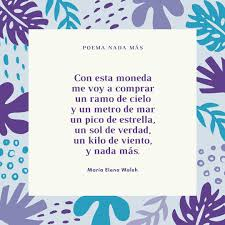 POEMA NADA MÁS
Con esta moneda
me voy a comprar
un ramo de cielo
y un metro de mar
un pico de estrella,
un sol de verdad,
un kilo de viento,
y nada más.
María Elena Walsh